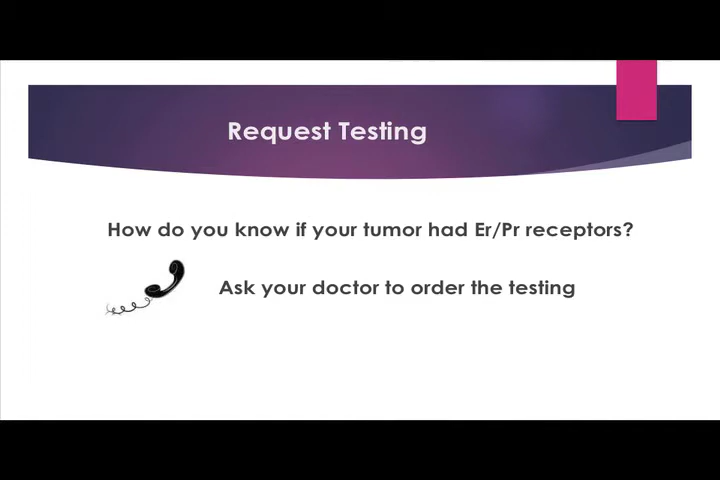 Request Testing
How do you know if your tumor had Er/Pr receptors?
Ask your doctor to order the testing